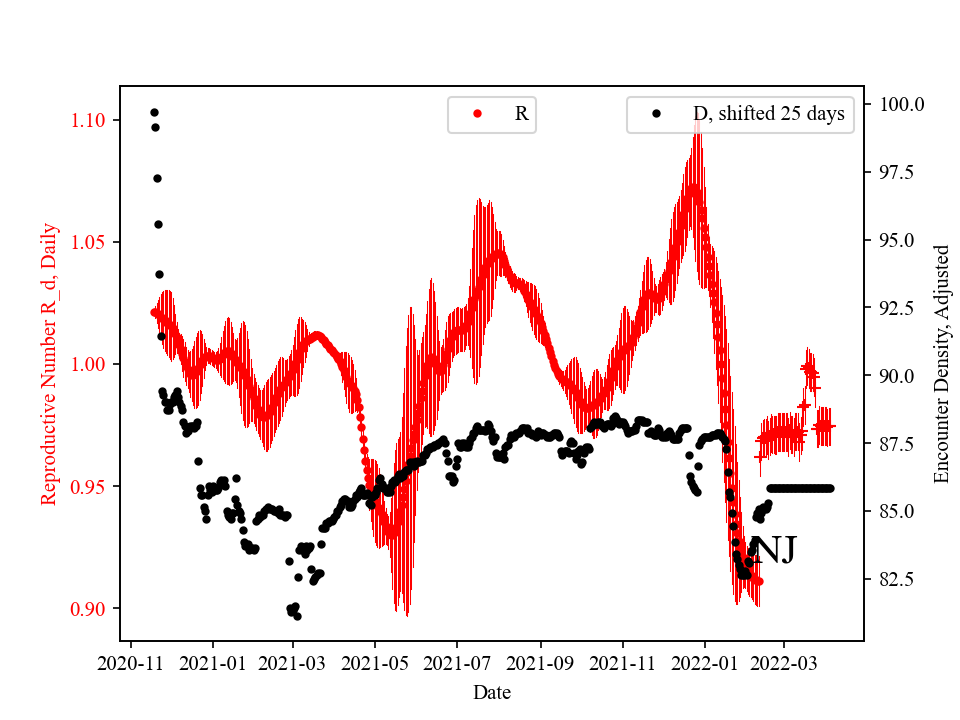 R
D, shifted 25 days
Reproductive Number R_d, Daily
1.10
1.05
1.00
0.95
0.90
100.0
97.5
95.0
92.5
90.0
87.5
85.0
82.5
Encounter Density, Adjusted
NJ
2020-11 2021-01 2021-03 2021-05 2021-07 2021-09 2021-11 2022-01 2022-03
Date